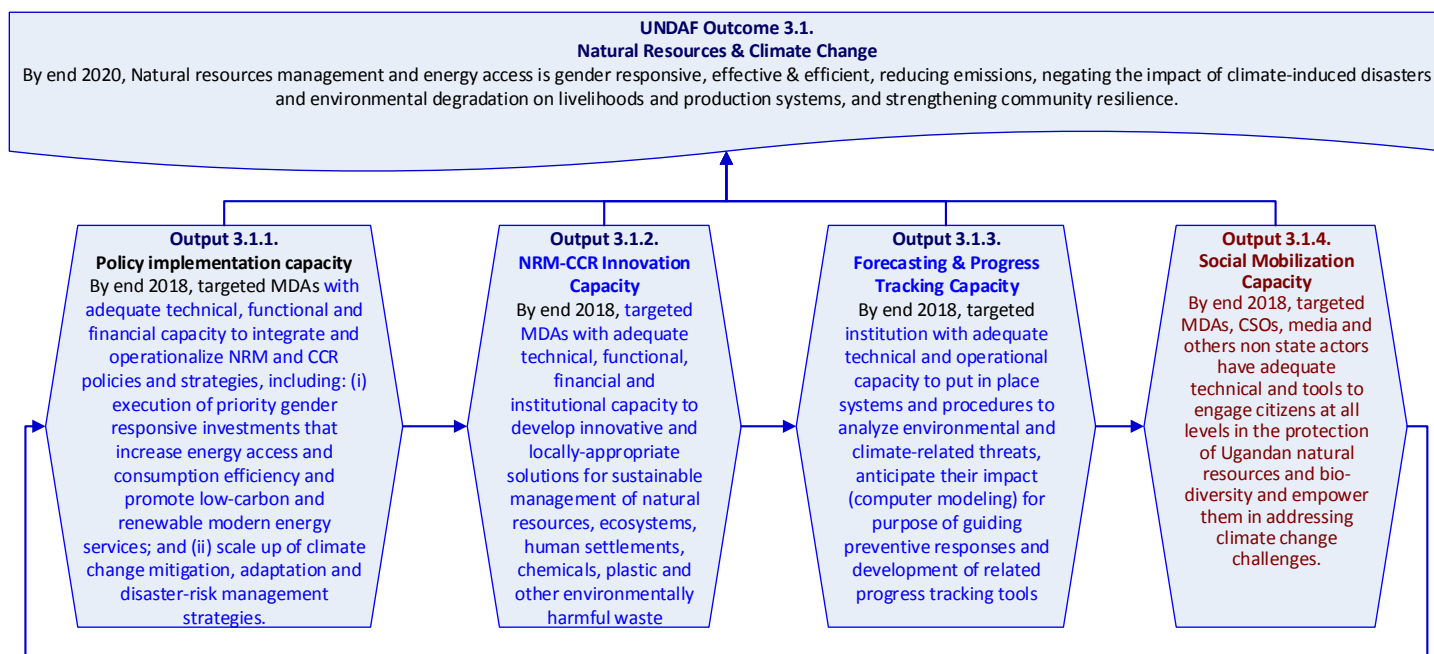 UNDAF Outcome 3.1.
Natural Resources & Climate Change
By end 2020, Natural resources management and energy access is gender responsive, effective & efficient, reducing emissions, negating the impact of climate-induced disasters
and environmental degradation on livelihoods and production systems, and strengthening community resilience.
Output 3.1.1.
Policy implementation capacity
By end 2018, targeted MDAs with
adequate technical, functional and
financial capacity to integrate and
operationalize NRM and CCR
policies and strategies, including: (i)
execution of priority gender
responsive investments that
increase energy access and
consumption efficiency and
promote low-carbon and
renewable modern energy
services; and (ii) scale up of climate
change mitigation, adaptation and
disaster-risk management
strategies.
Output 3.1.2.
NRM-CCR Innovation
Capacity
By end 2018, targeted
MDAs with adequate
technical, functional,
financial and
institutional capacity to
develop innovative and
locally-appropriate
solutions for sustainable
management of natural
resources, ecosystems,
human settlements,
chemicals, plastic and
other environmentally
harmful waste
Output 3.1.3.
Forecasting & Progress
Tracking Capacity
By end 2018, targeted
institution with adequate
technical and operational
capacity to put in place
systems and procedures to
analyze environmental and
climate-related threats,
anticipate their impact
(computer modeling) for
purpose of guiding
preventive responses and
development of related
progress tracking tools
Output 3.1.4.
Social Mobilization
Capacity
By end 2018, targeted
MDAs, CSOs, media and
others non state actors
have adequate
technical and tools to
engage citizens at all
levels in the protection
of Ugandan natural
resources and bio-
diversity and empower
them in addressing
climate change
challenges.